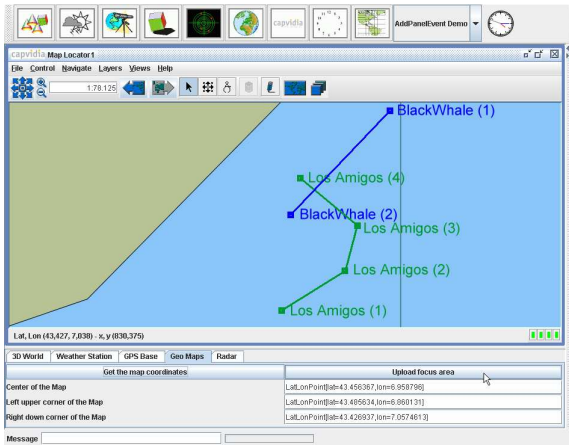 capvidia
AddPanelEvent Demo
capvidia Map Locator1
File Control Navigate Layers Views Help
1:78.125
BlackWhale (1)
Los Amigos (4)
BlackWhale (2)
Los Amigos (3)
Los Amigos (2)
Los Amigos (1)
Lat, Lon (43,427, 7,038) - x, y (830,375)
3D World Weather Station GPS Base Geo Maps Radar
Get the map coordinates Upload focus area
Center of the Map LatLonPoint[lat=43.456367,lon=6.958796]
Left upper corner of the Map LatLonPoint[lat=43.485634,lon=6.860131]
Right down corner of the Map LatLonPoint[lat=43.426937,lon=7.0574613]
Message